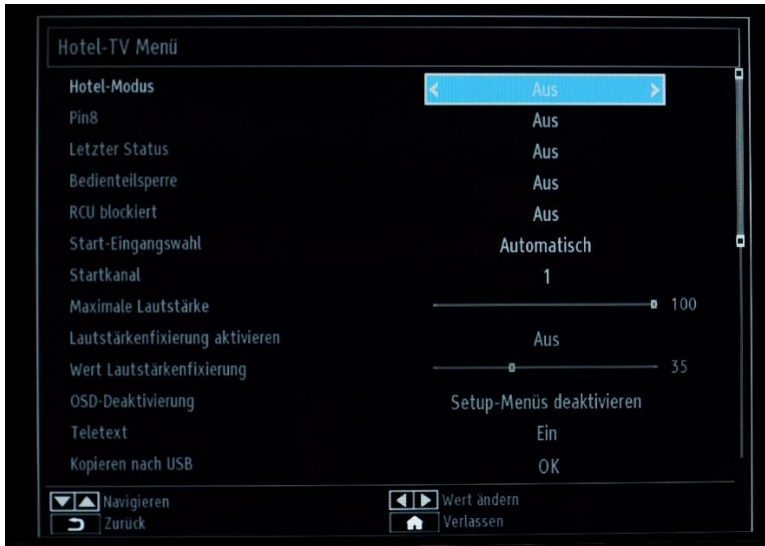 Hotel-TV Menü
Hotel-Modus Aus
Pin8 Aus
Letzter Status Aus
Bedienteilsperre Aus
RCU blockiert Aus
Start-Eingangswahl Automatisch
Startkanal 1
Maximale Lautstärke 100
Lautstärkenfixierung aktivieren Aus
Wert Lautstärkenfixierung 35
OSD-Deaktivierung Setup-Menüs deaktivieren
Teletext Ein
Kopieren nach USB OK
Navigieren Wert ändern
Zurück Verlassen